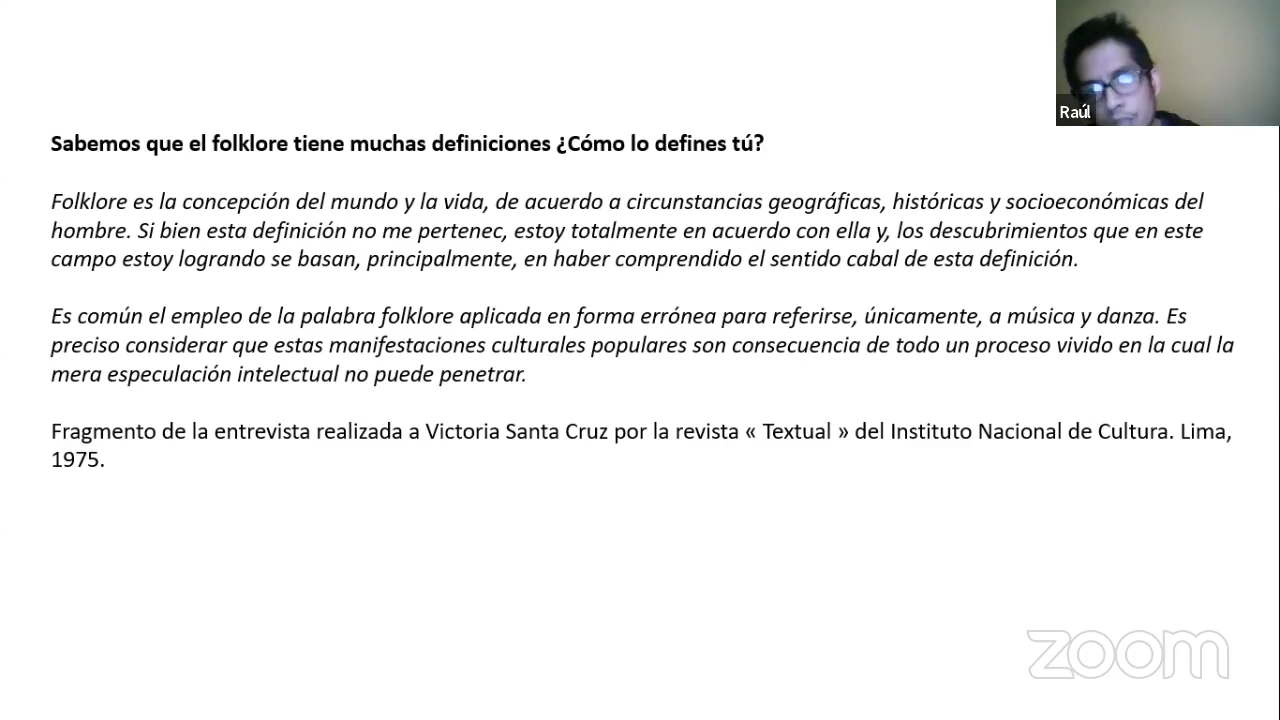 Raúl
Sabemos que el folklore tiene muchas definiciones ¿Cómo lo defines tú?
Folklore es la concepción del mundo y la vida, de acuerdo a circunstancias geográficas, históricas y socioeconómicas del
hombre. Si bien esta definición no me pertenec, estoy totalmente en acuerdo con ella y, los descubrimientos que en este
campo estoy logrando se basan, principalmente, en haber comprendido el sentido cabal de esta definición.
Es común el empleo de la palabra folklore aplicada en forma errónea para referirse, únicamente, a música y danza. Es
preciso considerar que estas manifestaciones culturales populares son consecuencia de todo un proceso vivido en la cual la
mera especulación intelectual no puede penetrar.
Fragmento de la entrevista realizada a Victoria Santa Cruz por la revista « Textual » del Instituto Nacional de Cultura. Lima,
1975.
zoom